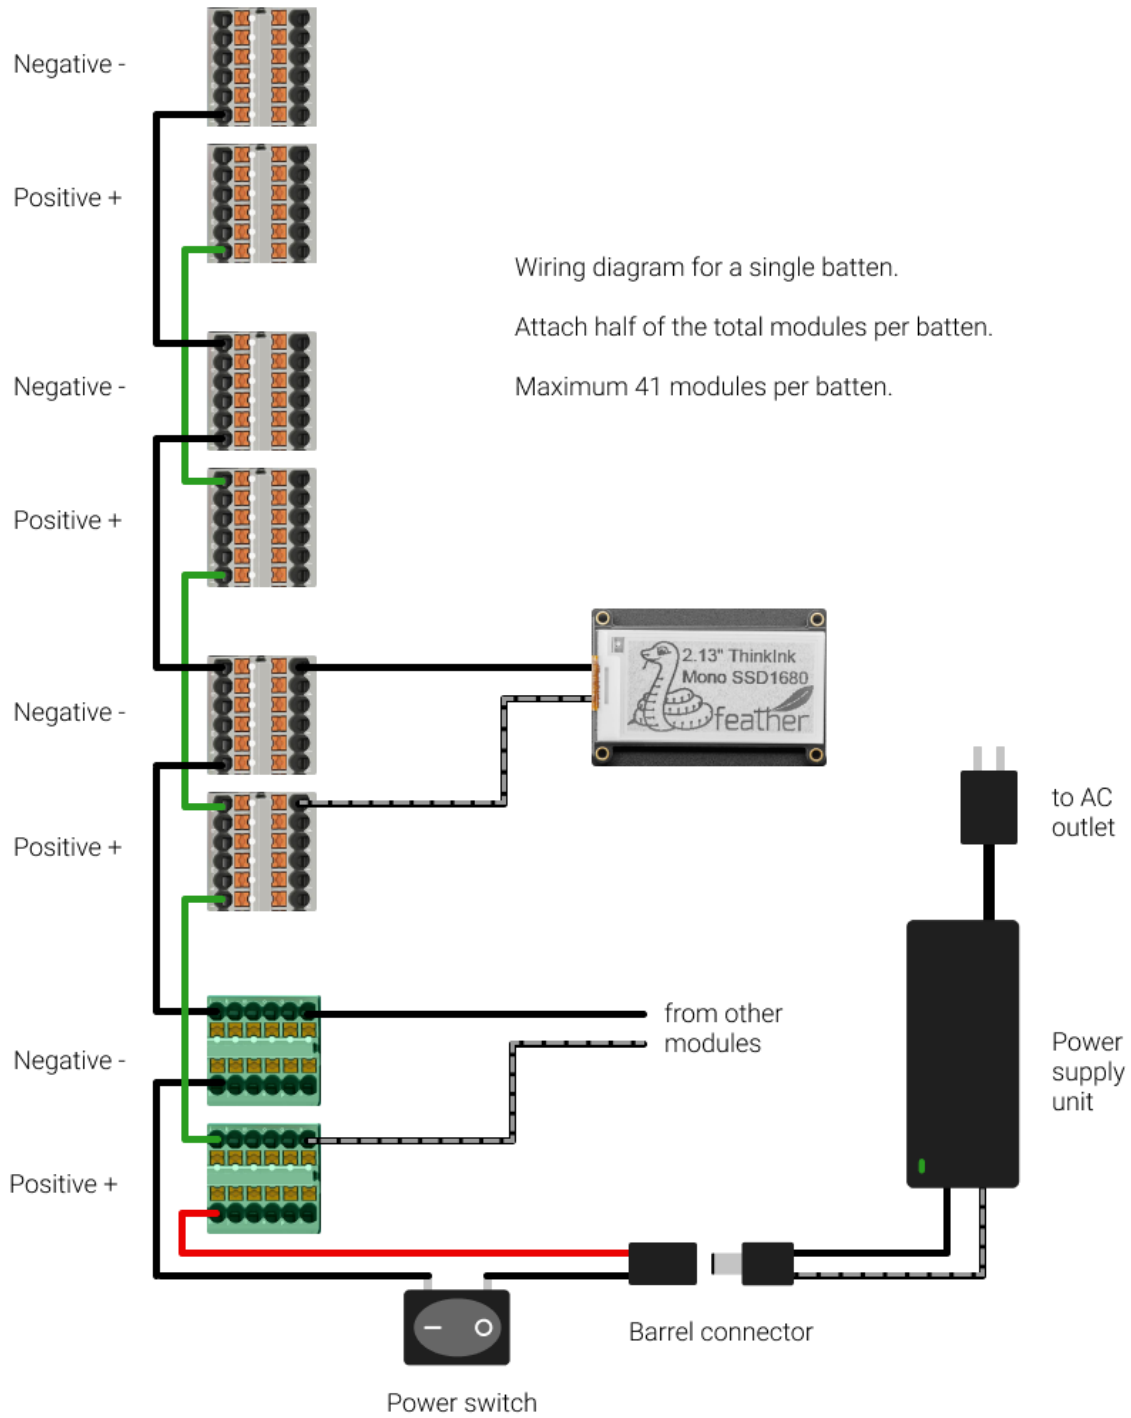 Negative -
Positive +
Wiring diagram for a single batten.
Attach half of the total modules per batten.
Maximum 41 modules per batten.
Negative -
Positive +
2.13" ThinkInk
Mono SSD1680
feather
Negative -
to AC
outlet
Positive +
from other
modules
Negative -
Power
supply
unit
Positive +
Barrel connector
Power switch